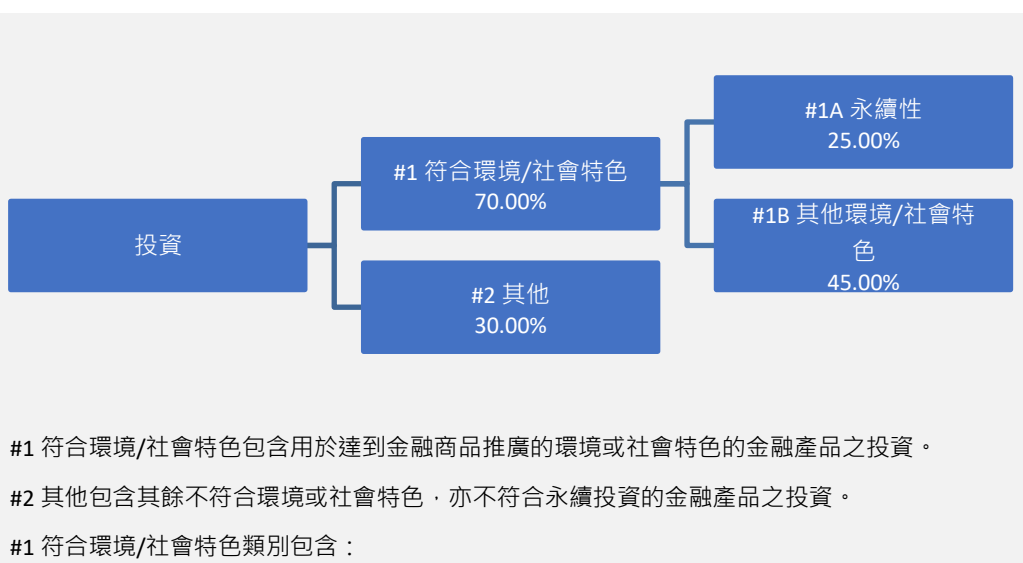 投資
#1 符合環境/社會特色
70.00%
#2 其他
30.00%
#1A 永續性
25.00%
#1B 其他環境/社會特
色
45.00%
#1 符合環境/社會特色包含用於達到金融商品推廣的環境或社會特色的金融產品之投資。
#2 其他包含其餘不符合環境或社會特色，亦不符合永續投資的金融產品之投資。
#1 符合環境/社會特色類別包含：